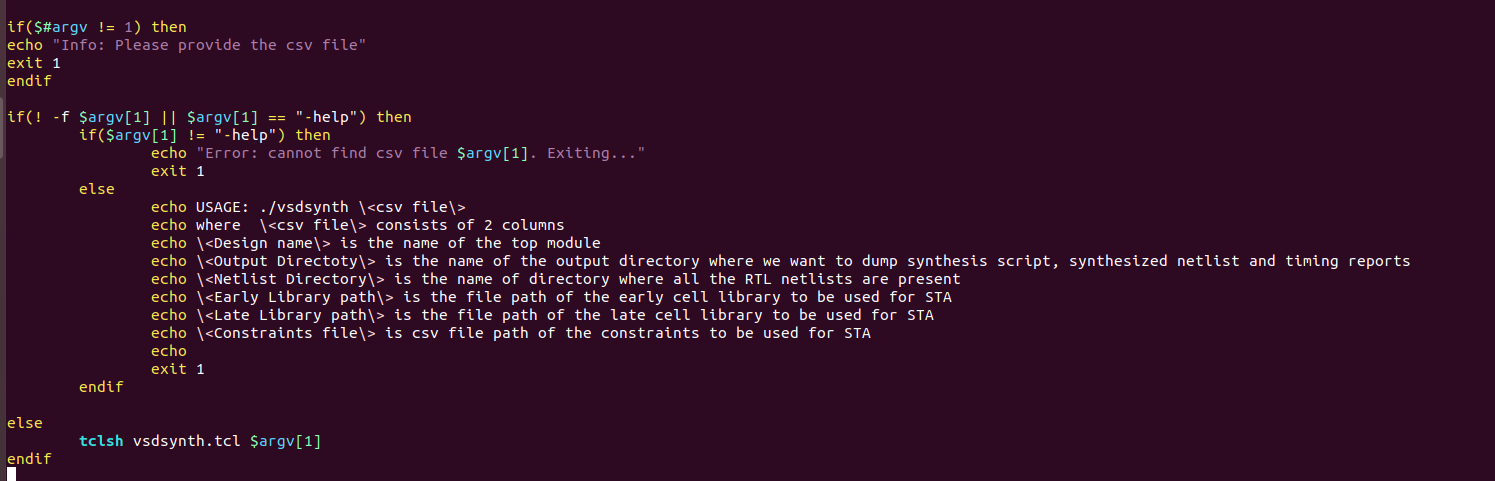 if($#argv != 1) then
echo "Info: Please provide the csv file"
exit 1
endif

if(! -f $argv[1] || $argv[1] == "-help") then
        if($argv[1] != "-help") then
                echo "Error: cannot find csv file $argv[1]. Exiting..."
                exit 1
        else
                echo USAGE: ./vsdsynth \<csv file\>
                echo where  \<csv file\> consists of 2 columns
                echo \<Design name\> is the name of the top module
                echo \<Output Directoty\> is the name of the output directory where we want to dump synthesis script, synthesized netlist and timing reports
                echo \<Netlist Directory\> is the name of directory where all the RTL netlists are present
                echo \<Early Library path\> is the file path of the early cell library to be used for STA
                echo \<Late Library path\> is the file path of the late cell library to be used for STA
                echo \<Constraints file\> is csv file path of the constraints to be used for STA
                echo
                exit 1
        endif

else
        tclsh vsdsynth.tcl $argv[1]
endif